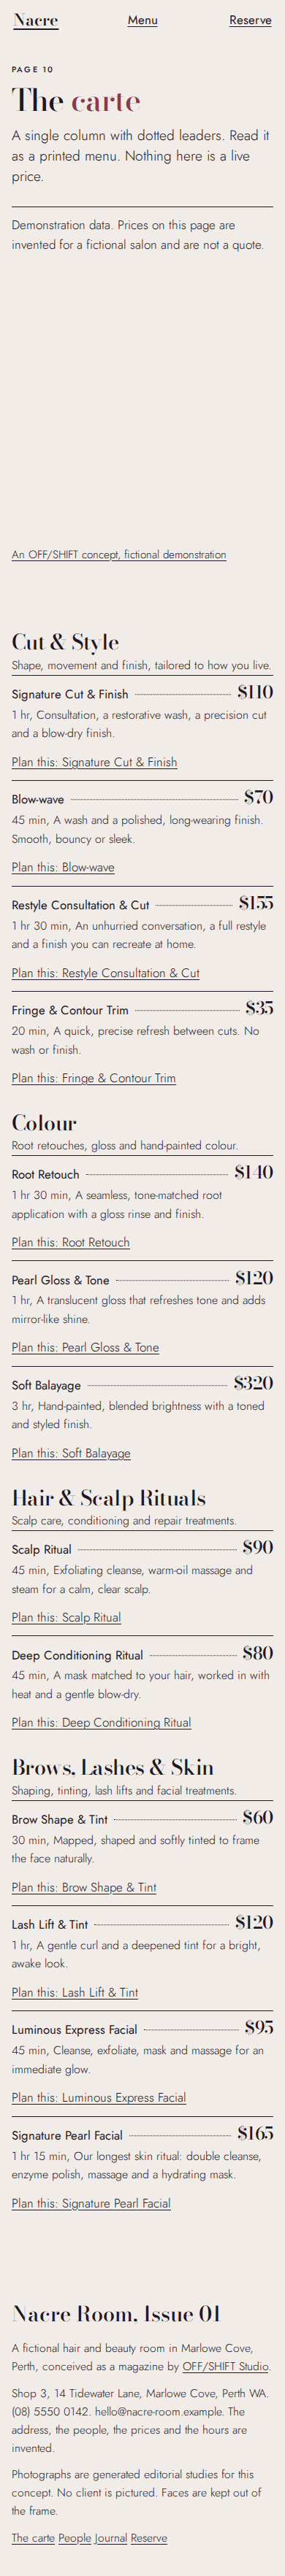 Nacre Menu Reserve
PAGE 10
The carte
A single column with dotted leaders. Read it
as a printed menu. Nothing here is a live
price.
Demonstration data. Prices on this page are
invented for a fictional salon and are not a quote.
An OFF/SHIFT concept, fictional demonstration
Cut & Style
Shape, movement and finish, tailored to how you live.
Signature Cut & Finish $110
1 hr, Consultation, a restorative wash, a precision cut
and a blow-dry finish.
Plan this: Signature Cut & Finish
Blow-wave $70
45 min, A wash and a polished, long-wearing finish.
Smooth, bouncy or sleek.
Plan this: Blow-wave
Restyle Consultation & Cut $155
1 hr 30 min, An unhurried conversation, a full restyle
and a finish you can recreate at home.
Plan this: Restyle Consultation & Cut
Fringe & Contour Trim $35
20 min, A quick, precise refresh between cuts. No
wash or finish.
Plan this: Fringe & Contour Trim
Colour
Root retouches, gloss and hand-painted colour.
Root Retouch $140
1 hr 30 min, A seamless, tone-matched root
application with a gloss rinse and finish.
Plan this: Root Retouch
Pearl Gloss & Tone $120
1 hr, A translucent gloss that refreshes tone and adds
mirror-like shine.
Plan this: Pearl Gloss & Tone
Soft Balayage $320
3 hr, Hand-painted, blended brightness with a toned
and styled finish.
Plan this: Soft Balayage
Hair & Scalp Rituals
Scalp care, conditioning and repair treatments.
Scalp Ritual $90
45 min, Exfoliating cleanse, warm-oil massage and
steam for a calm, clear scalp.
Plan this: Scalp Ritual
Deep Conditioning Ritual $80
45 min, A mask matched to your hair, worked in with
heat and a gentle blow-dry.
Plan this: Deep Conditioning Ritual
Brows, Lashes & Skin
Shaping, tinting, lash lifts and facial treatments.
Brow Shape & Tint $60
30 min, Mapped, shaped and softly tinted to frame
the face naturally.
Plan this: Brow Shape & Tint
Lash Lift & Tint $120
1 hr, A gentle curl and a deepened tint for a bright,
awake look.
Plan this: Lash Lift & Tint
Luminous Express Facial $95
45 min, Cleanse, exfoliate, mask and massage for an
immediate glow.
Plan this: Luminous Express Facial
Signature Pearl Facial $165
1 hr 15 min, Our longest skin ritual: double cleanse,
enzyme polish, massage and a hydrating mask.
Plan this: Signature Pearl Facial
Nacre Room, Issue 01
A fictional hair and beauty room in Marlowe Cove,
Perth, conceived as a magazine by OFF/SHIFT Studio.
Shop 3, 14 Tidewater Lane, Marlowe Cove, Perth WA.
(08) 5550 0142. hello@nacre-room.example. The
address, the people, the prices and the hours are
invented.
Photographs are generated editorial studies for this
concept. No client is pictured. Faces are kept out of
the frame.
The carte People Journal Reserve